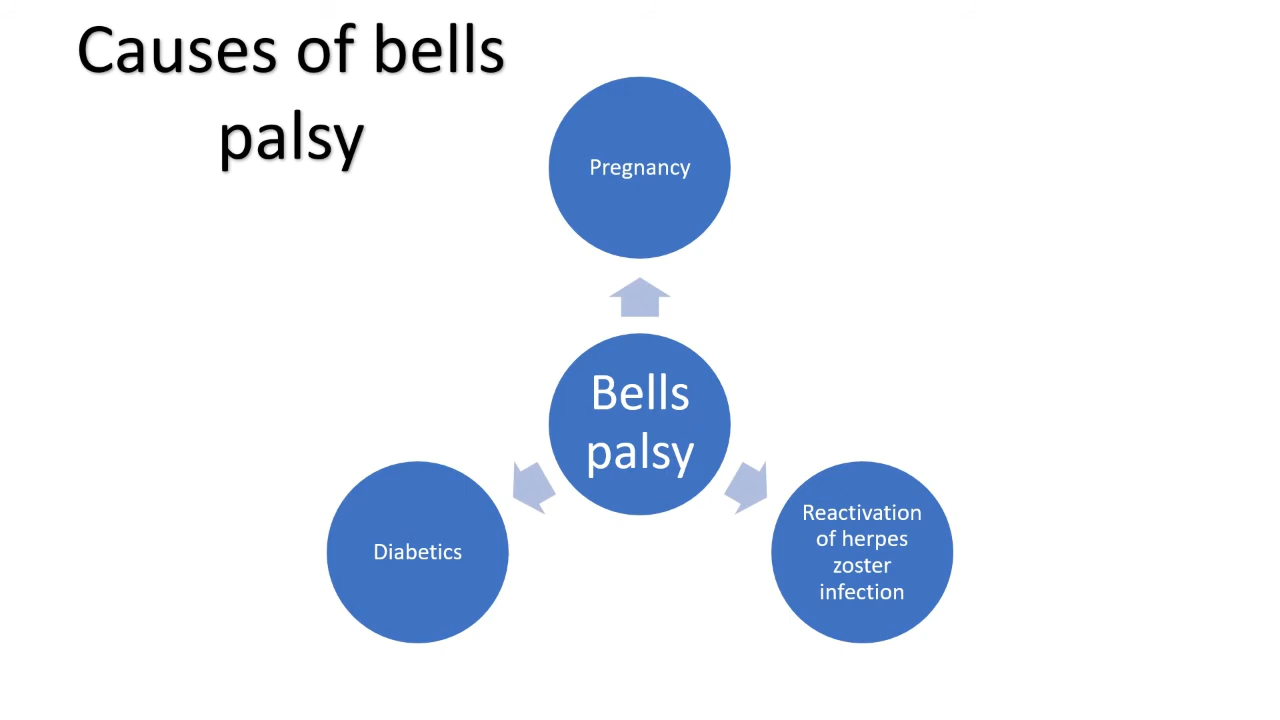 Causes of bells
palsy
Pregnancy
Bells
palsy
Diabetics
Reactivation
of herpes
zoster
infection